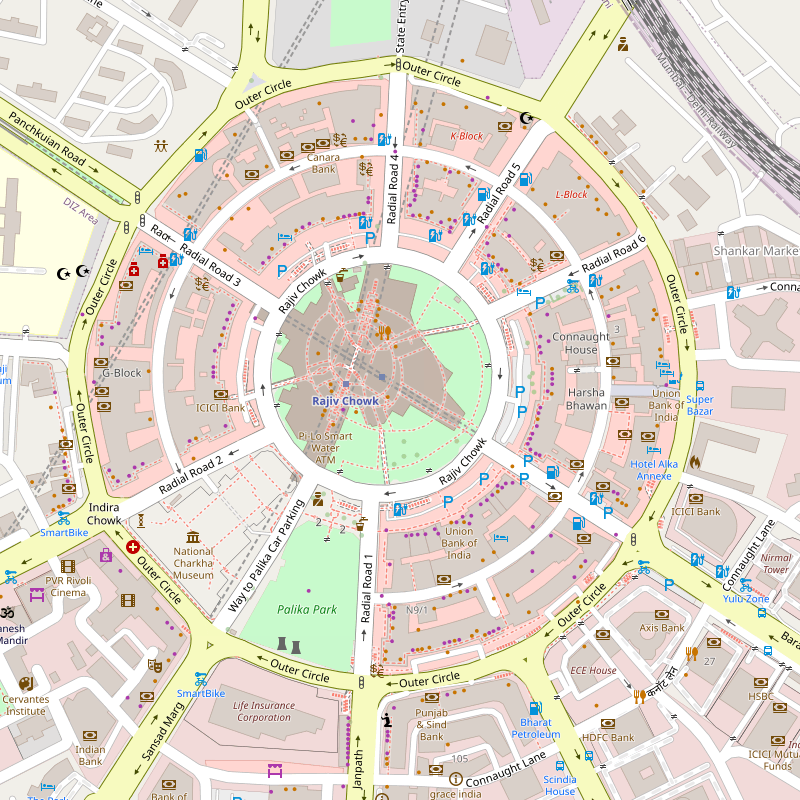 State Entry
Outer Circle
Outer Circle
Mumbai - Delhi Railway
Panchkuian Road
Canara
Bank
K-Block
Radial Road 4
Radial Road 5
L-Block
DIZ Area
Radial Road 3
Radial Road 6
Shankar Marke
Outer Circle
Rajiv Chowk
Outer Circle
Conna
3
Connaught
House
G-Block
Rajiv Chowk
ICICI Bank
Harsha
Bhawan
Union
Bank of
India
Super
Bazar
Outer Circle
Pi-Lo Smart
Water
ATM
Rajiv Chowk
Radial Road 2
Hotel Alka
Annexe
Indira
Chowk
ICICI Bank
SmartBike
2
2
Union
Bank of
India
National
Charkha
Museum
Way to Palika Car Parking
Connaught Lane
Nirmal
Tower
PVR Rivoli
Cinema
Outer Circle
Radial Road 1
Yulu Zone
Palika Park
N9/1
Outer Circle
Axis Bank
Bara
anesh
Mandir
27
ECE House
Outer Circle
Outer Circle
कनाट लेन
Cervantes
Institute
SmartBike
Life Insurance
Corporation
Punjab
& Sind
Bank
HSBC
Bharat
Petroleum
HDFC Bank
Sansad Marg
Indian
Bank
Janpath
105
Connaught Lane
ICICI Mutu
Funds
Scindia
House
The Park
Bank of
grace india